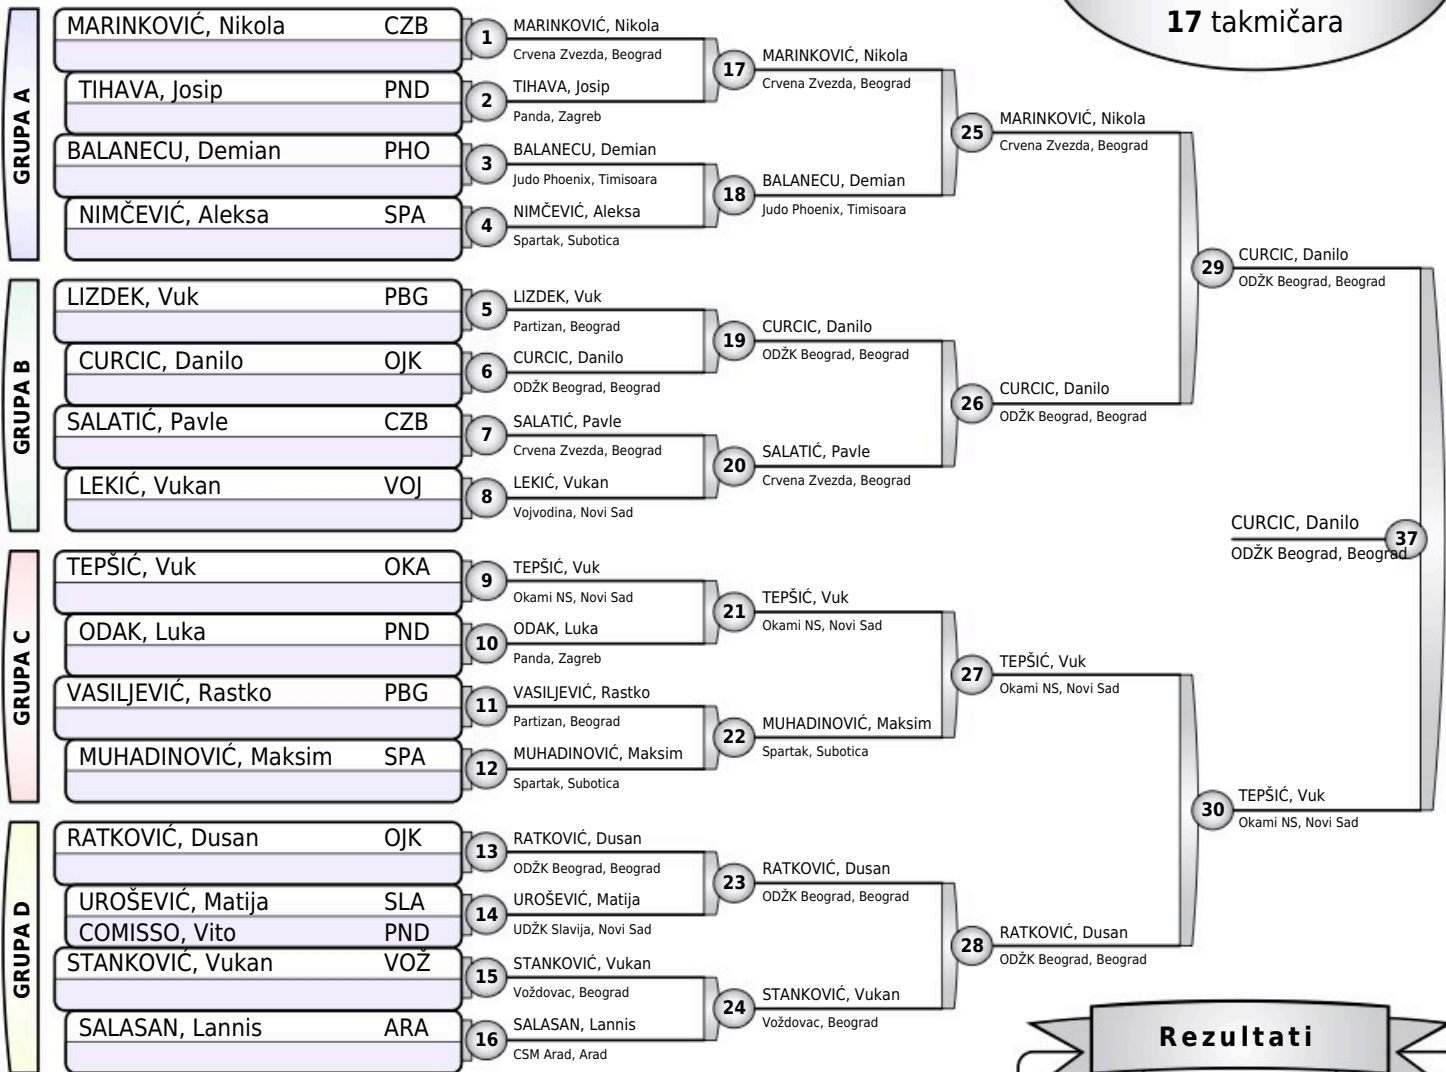 17 takmičara
GRUPA A
MARINKOVIĆ, Nikola CZB
TIHAVA, Josip PND
BALANECU, Demian PHO
NIMČEVIĆ, Aleksa SPA
GRUPA B
LIZDEK, Vuk PBG
CURCIC, Danilo OJK
SALATIĆ, Pavle CZB
LEKIĆ, Vukan VOJ
GRUPA C
TEPŠIĆ, Vuk OKA
ODAK, Luka PND
VASILJEVIĆ, Rastko PBG
MUHADINOVIĆ, Maksim SPA
GRUPA D
RATKOVIĆ, Dusan OJK
UROŠEVIĆ, Matija SLA
COMISSO, Vito PND
STANKOVIĆ, Vukan VOŽ
SALASAN, Lannis ARA
1 MARINKOVIĆ, Nikola
Crvena Zvezda, Beograd
2 TIHAVA, Josip
Panda, Zagreb
3 BALANECU, Demian
Judo Phoenix, Timisoara
4 NIMČEVIĆ, Aleksa
Spartak, Subotica
5 LIZDEK, Vuk
Partizan, Beograd
6 CURCIC, Danilo
ODŽK Beograd, Beograd
7 SALATIĆ, Pavle
Crvena Zvezda, Beograd
8 LEKIĆ, Vukan
Vojvodina, Novi Sad
9 TEPŠIĆ, Vuk
Okami NS, Novi Sad
10 ODAK, Luka
Panda, Zagreb
11 VASILJEVIĆ, Rastko
Partizan, Beograd
12 MUHADINOVIĆ, Maksim
Spartak, Subotica
13 RATKOVIĆ, Dusan
ODŽK Beograd, Beograd
14 UROŠEVIĆ, Matija
UDŽK Slavija, Novi Sad
15 STANKOVIĆ, Vukan
Voždovac, Beograd
16 SALASAN, Lannis
CSM Arad, Arad
17 MARINKOVIĆ, Nikola
Crvena Zvezda, Beograd
18 BALANECU, Demian
Judo Phoenix, Timisoara
19 CURCIC, Danilo
ODŽK Beograd, Beograd
20 SALATIĆ, Pavle
Crvena Zvezda, Beograd
21 TEPŠIĆ, Vuk
Okami NS, Novi Sad
22 MUHADINOVIĆ, Maksim
Spartak, Subotica
23 RATKOVIĆ, Dusan
ODŽK Beograd, Beograd
24 STANKOVIĆ, Vukan
Voždovac, Beograd
25 MARINKOVIĆ, Nikola
Crvena Zvezda, Beograd
26 CURCIC, Danilo
ODŽK Beograd, Beograd
27 TEPŠIĆ, Vuk
Okami NS, Novi Sad
28 RATKOVIĆ, Dusan
ODŽK Beograd, Beograd
29 CURCIC, Danilo
ODŽK Beograd, Beograd
30 TEPŠIĆ, Vuk
Okami NS, Novi Sad
CURCIC, Danilo 37
ODŽK Beograd, Beograd
Rezultati